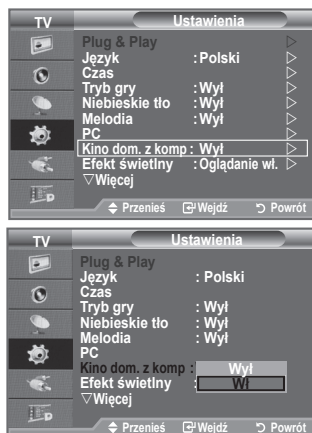 TV Ustawienia
Plug & Play
Język : Polski
Czas
Tryb gry : Wył
Niebieskie tło : Wył
Melodia : Wył
PC
Kino dom. z komp : Wył
Efekt świetlny : Oglądanie wł.
▽Więcej
Przenieś Wejdź Powrót
TV Ustawienia
Plug & Play
Język : Polski
Czas
Tryb gry : Wył
Niebieskie tło : Wył
Melodia : Wył
PC
Kino dom. z komp : Wył
Efekt świetlny : Wł
▽Więcej
Przenieś Wejdź Powrót